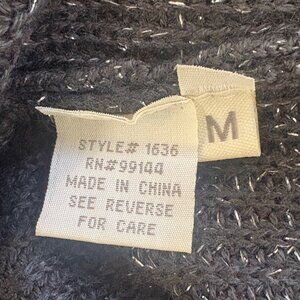 STYLE# 1636
RN#99144
MADE IN CHINA
SEE REVERSE
FOR CARE
M